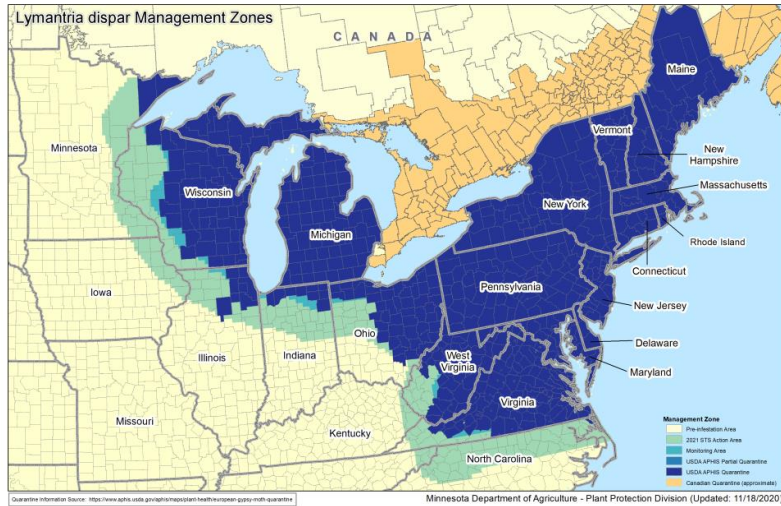 Lymantria dispar Management Zones
CANADA
Maine
Minnesota
Vermont
New
Hampshire
Massachusetts
Wisconsin
New York
Michigan
Rhode Island
Connecticut
Iowa
Pennsylvania
New Jersey
Ohio
Illinois
Indiana
West
Virginia
Delaware
Maryland
Virginia
Missouri
Kentucky
North Carolina
Management Zone
Pre-infestation Area
2021 STS Action Area
Monitoring Area
USDA APHIS Partial Quarantine
USDA APHIS Quarantine
Canadian Quarantine (approximate)
Quarantine Information Source: https://www.aphis.usda.gov/aphis/maps/plant-health/european-gypsy-moth-quarantine
Minnesota Department of Agriculture - Plant Protection Division (Updated: 11/18/2020)